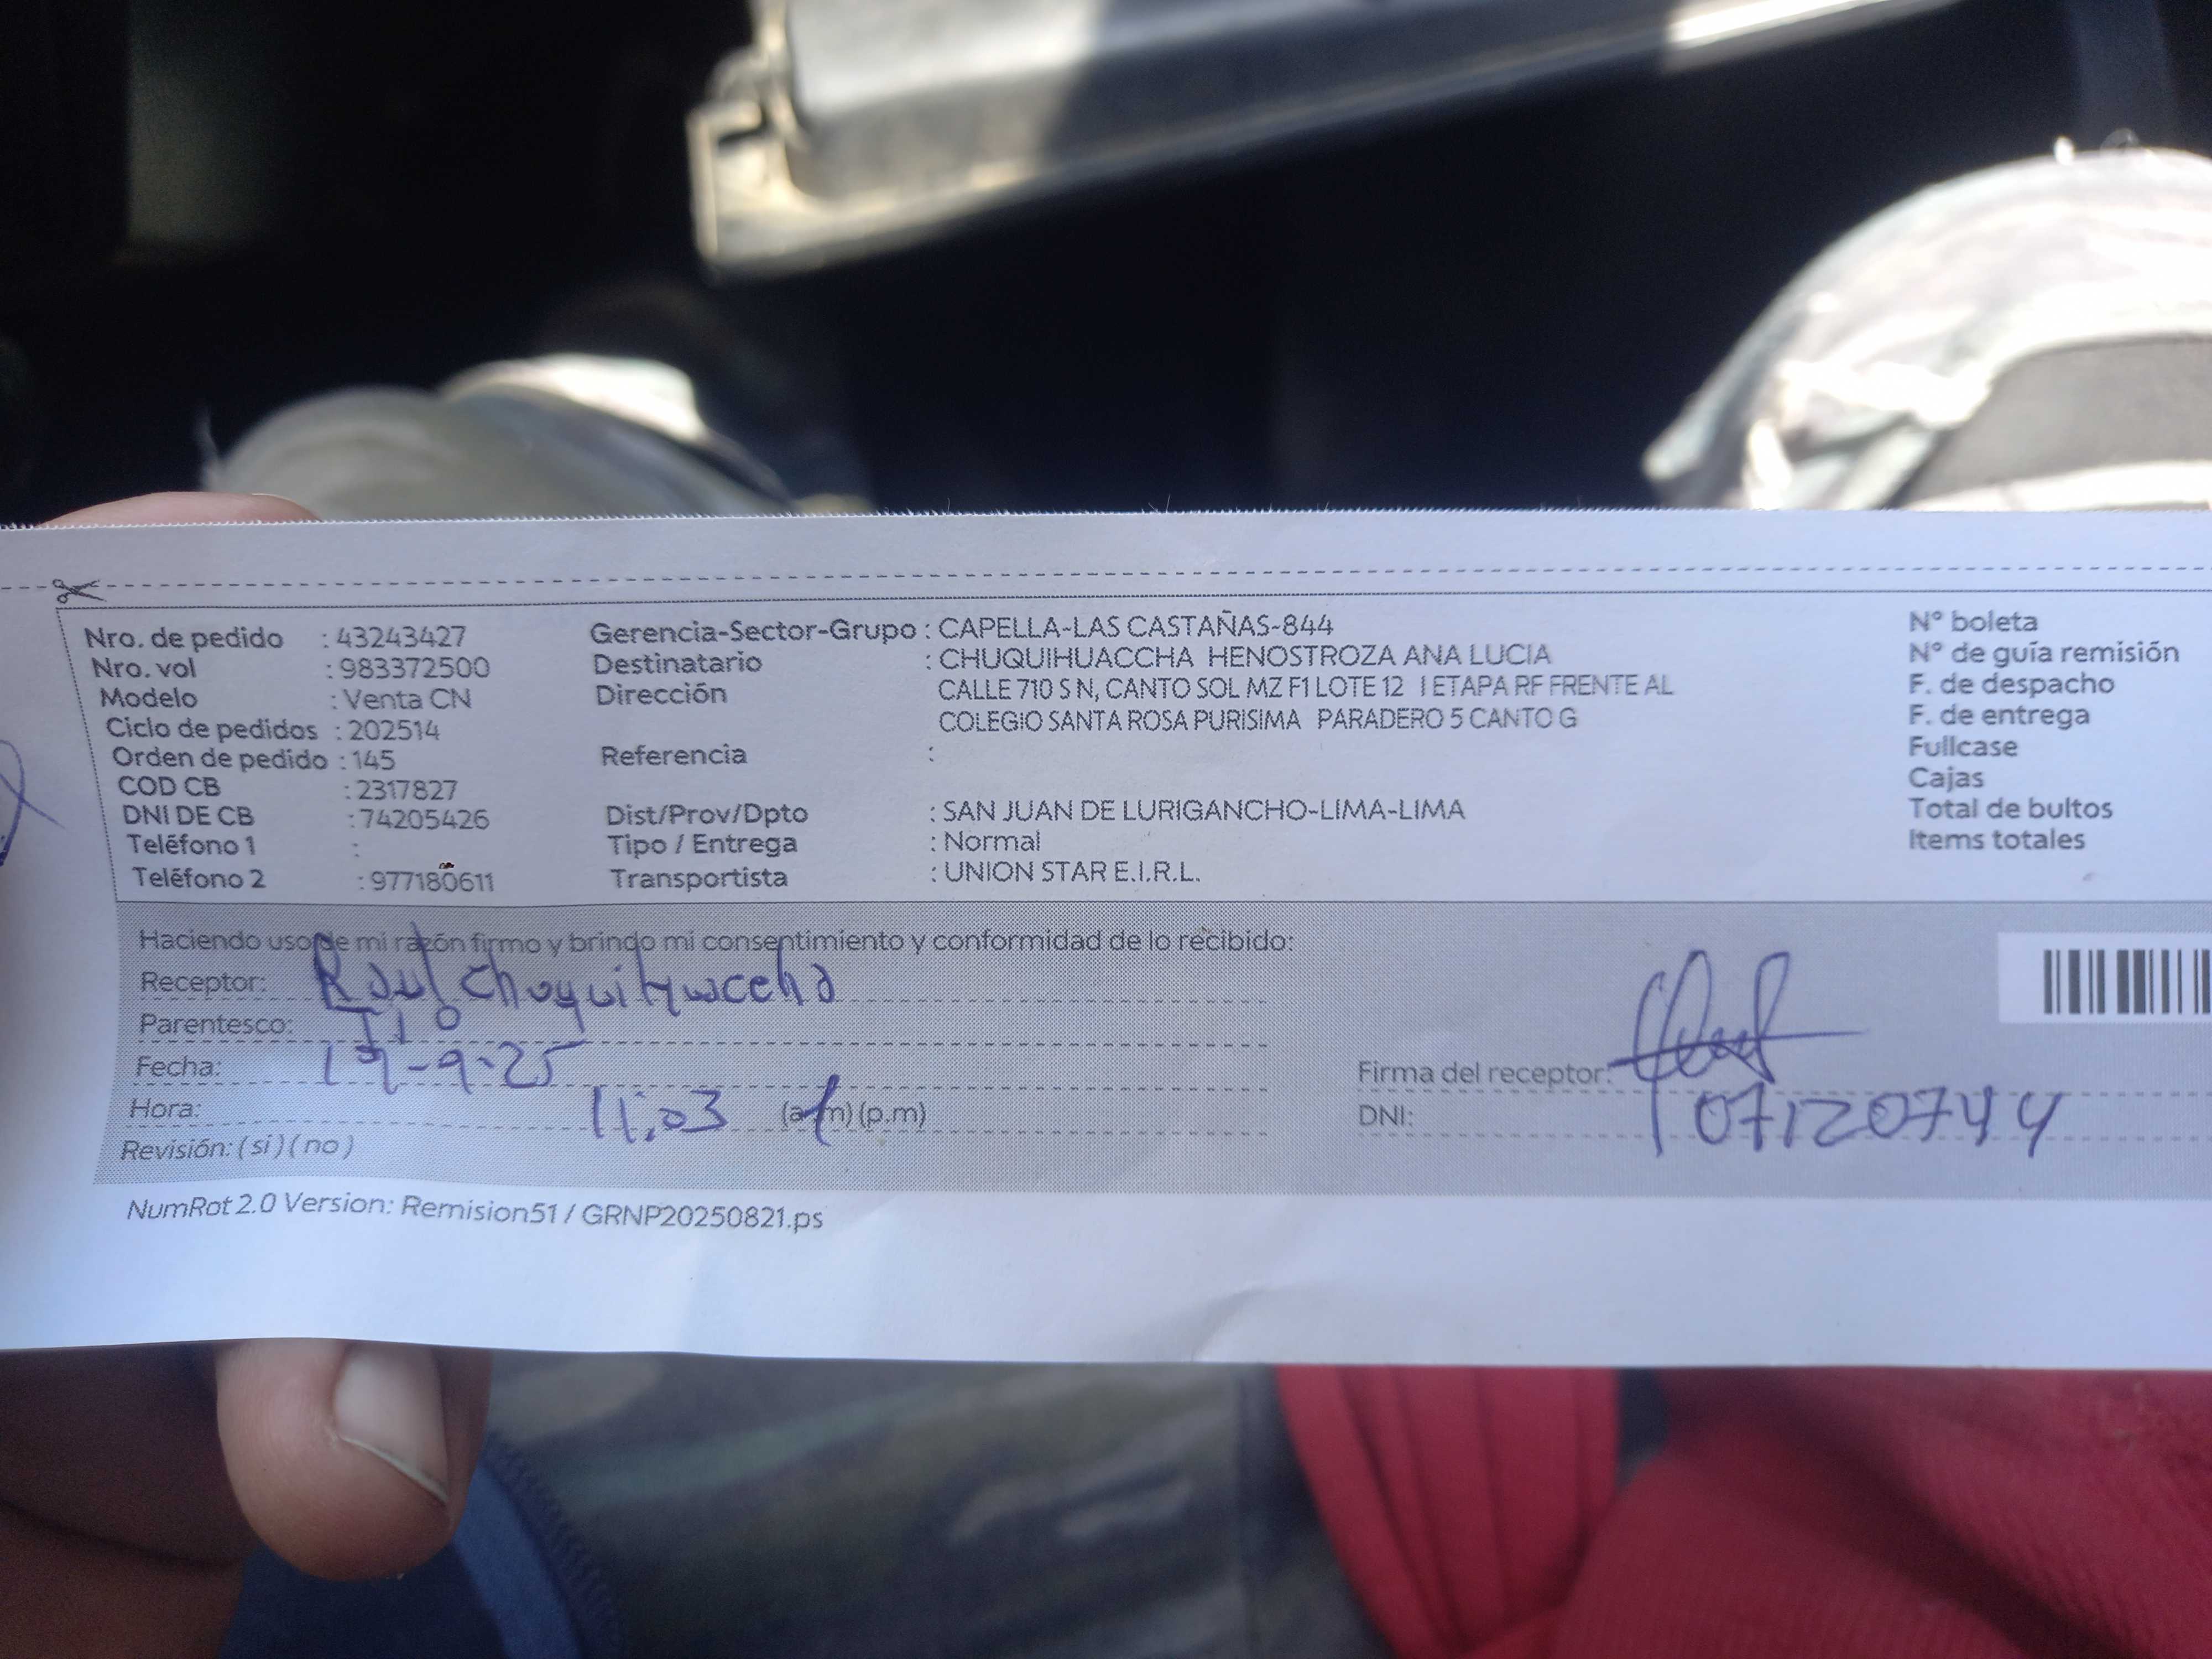 Nro. de pedido : 43243427 Gerencia-Sector-Grupo : CAPELLA-LAS CASTAÑAS-844 N° boleta
Nro. vol : 983372500 Destinatario : CHUQUIHUACCHA HENOSTROZA ANA LUCIA N° de guía remisión
Modelo : Venta CN Dirección CALLE 710 S N, CANTO SOL MZ F1 LOTE 12 I ETAPA RF FRENTE AL F. de despacho
Ciclo de pedidos : 202514 COLEGIO SANTA ROSA PURISIMA PARADERO 5 CANTO G F. de entrega
Orden de pedido : 145 Referencia : Fullcase
COD CB : 2317827 Cajas
DNI DE CB : 74205426 Dist/Prov/Dpto : SAN JUAN DE LURIGANCHO-LIMA-LIMA Total de bultos
Teléfono 1 : Tipo / Entrega : Normal Items totales
Teléfono 2 : 977180611 Transportista : UNION STAR E.I.R.L.
Haciendo uso de mi razón firmo y brindo mi consentimiento y conformidad de lo recibido:
Receptor: Raul Chuquihuaccha
Parentesco: TIO
Fecha: 19-9-25 Firma del receptor:
Hora: 11:03 (a.m) (p.m) DNI: 07120744
Revisión: (si) (no)
NumRot 2.0 Version: Remision51 / GRNP20250821.ps